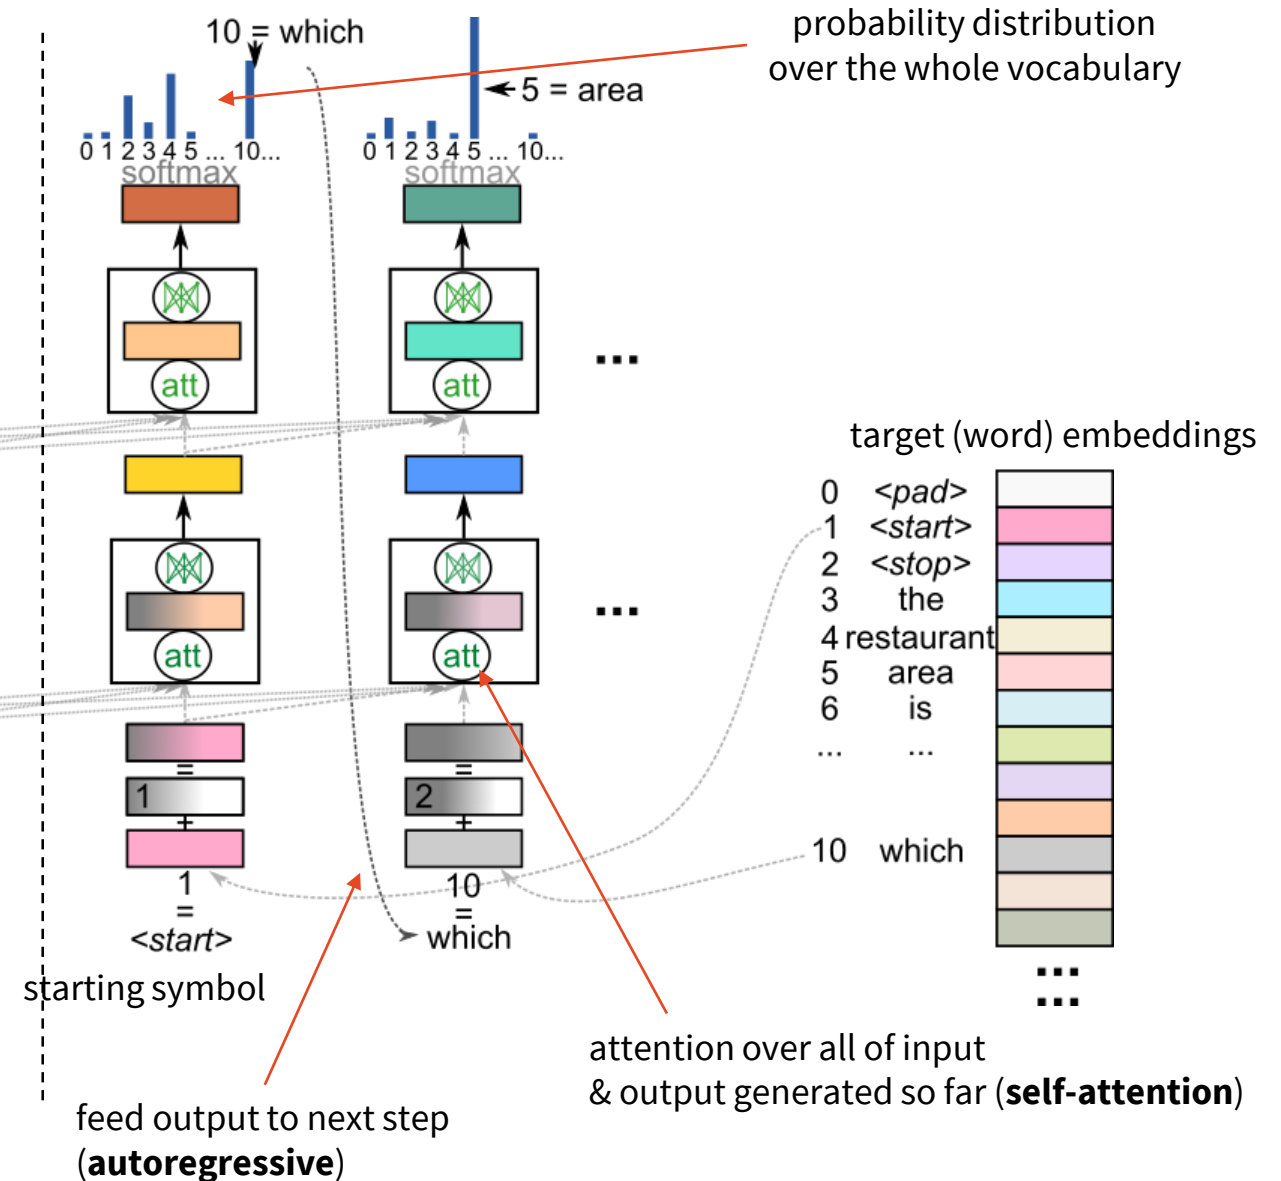 probability distribution
over the whole vocabulary
10 = which
5 = area
0 1 2 3 4 5 ... 10...
0 1 2 3 4 5 ... 10...
softmax
softmax
att
att
...
target (word) embeddings
0 <pad>
1 <start>
2 <stop>
3 the
4 restaurant
5 area
6 is
... ...
10 which
...
...
...
att
att
=
=
1
2
+
+
1
10
=
=
<start>
which
starting symbol
attention over all of input
& output generated so far (self-attention)
feed output to next step
(autoregressive)